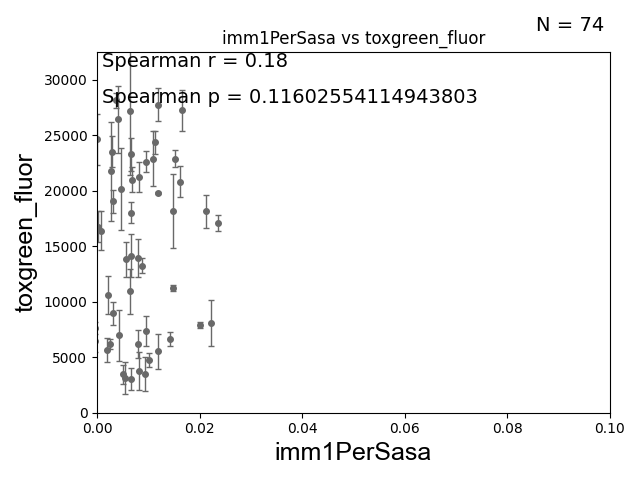 N = 74
imm1PerSasa vs toxgreen_fluor
Spearman r = 0.18
Spearman p = 0.11602554114943803
30000
25000
20000
15000
10000
5000
0
toxgreen_fluor
0.00 0.02 0.04 0.06 0.08 0.10
imm1PerSasa